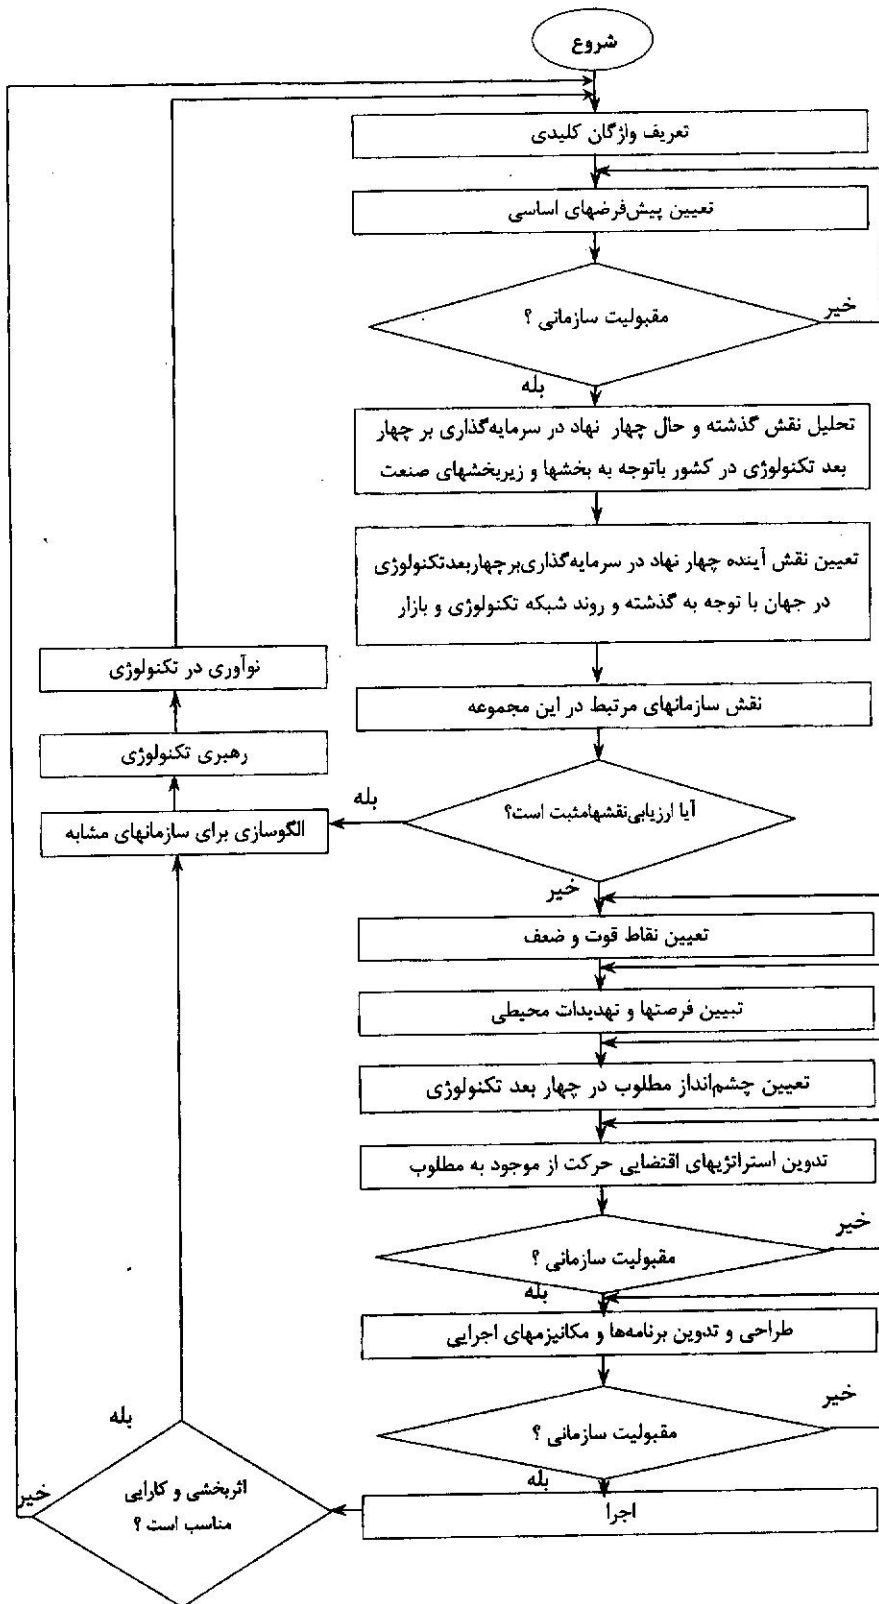 شروع
تعریف واژگان کلیدی
تعیین پیش‌فرضهای اساسی
مقبولیت سازمانی ؟
خیر
بله
تحلیل نقش گذشته و حال چهار نهاد در سرمایه‌گذاری بر چهار
بعد تکنولوژی در کشور باتوجه به بخشها و زیربخشهای صنعت
تعیین نقش آینده چهار نهاد در سرمایه‌گذاری‌برچهاربعدتکنولوژی
در جهان با توجه به گذشته و روند شبکه تکنولوژی و بازار
نقش سازمانهای مرتبط در این مجموعه
آیا ارزیابی‌نقشهامثبت است؟
بله
الگوسازی برای سازمانهای مشابه
رهبری تکنولوژی
نوآوری در تکنولوژی
خیر
تعیین نقاط قوت و ضعف
تبیین فرصتها و تهدیدات محیطی
تعیین چشم‌انداز مطلوب در چهار بعد تکنولوژی
تدوین استراتژیهای اقتضایی حرکت از موجود به مطلوب
مقبولیت سازمانی ؟
خیر
بله
طراحی و تدوین برنامه‌ها و مکانیزمهای اجرایی
مقبولیت سازمانی ؟
خیر
بله
اجرا
اثربخشی و کارایی
مناسب است ؟
بله
خیر